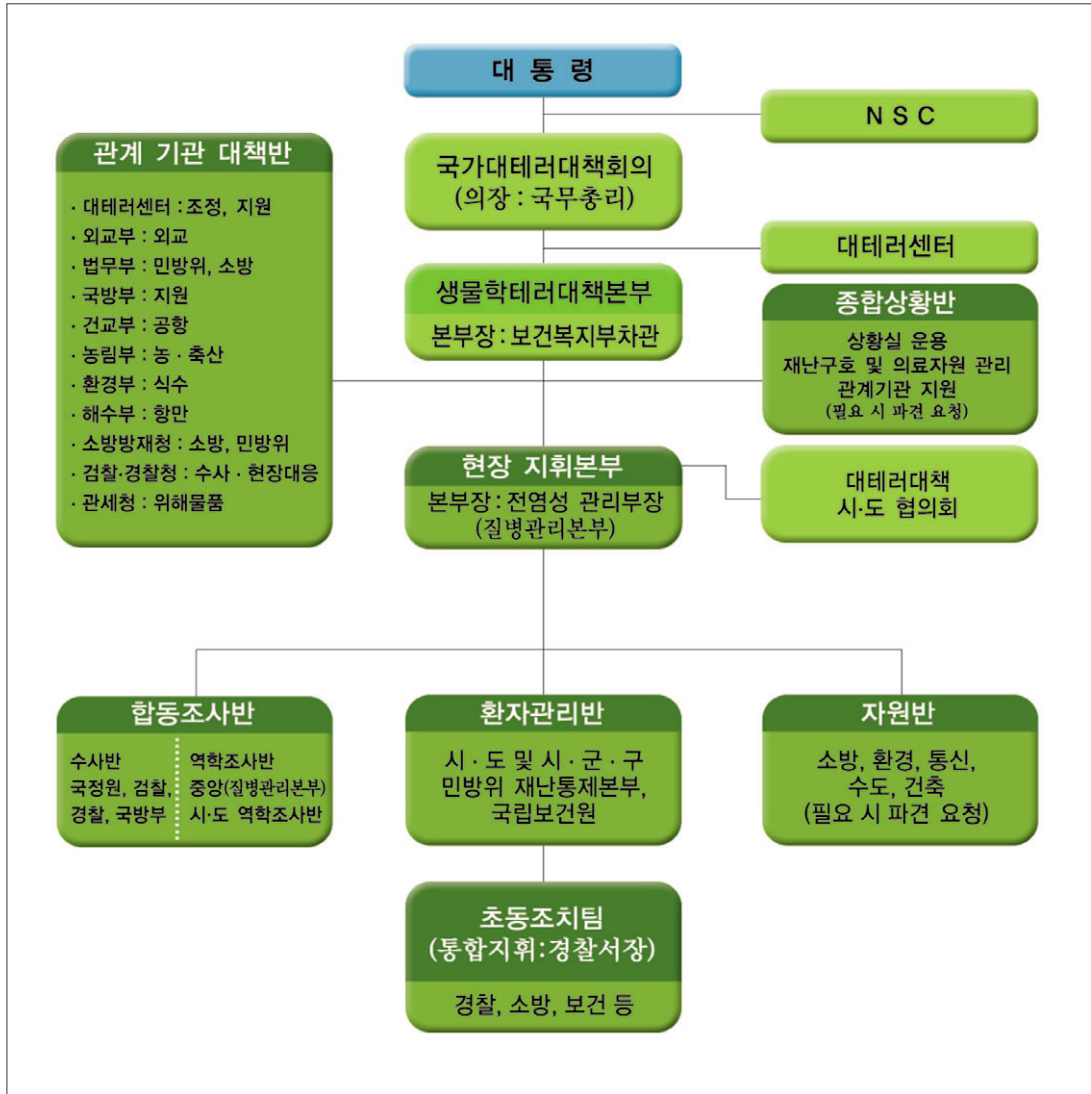 대 통 령
N S C
국가대테러대책회의
(의장 : 국무총리)
관계 기관 대책반
· 대테러센터 : 조정, 지원
· 외교부 : 외교
· 법무부 : 민방위, 소방
· 국방부 : 지원
· 건교부 : 공항
· 농림부 : 농 · 축산
· 환경부 : 식수
· 해수부 : 항만
· 소방방재청 : 소방, 민방위
· 검찰·경찰청 : 수사 · 현장대응
· 관세청 : 위해물품
대테러센터
생물학테러대책본부
본부장 : 보건복지부차관
종합상황반
상황실 운용
재난구호 및 의료자원 관리
관계기관 지원
(필요 시 파견 요청)
현장 지휘본부
본부장 : 전염성 관리부장
(질병관리본부)
대테러대책
시·도 협의회
합동조사반
수사반
국정원, 검찰,
경찰, 국방부
역학조사반
중앙(질병관리본부)
시·도 역학조사반
환자관리반
시 · 도 및 시 · 군 · 구
민방위 재난통제본부,
국립보건원
자원반
소방, 환경, 통신,
수도, 건축
(필요 시 파견 요청)
초동조치팀
(통합지휘:경찰서장)
경찰, 소방, 보건 등